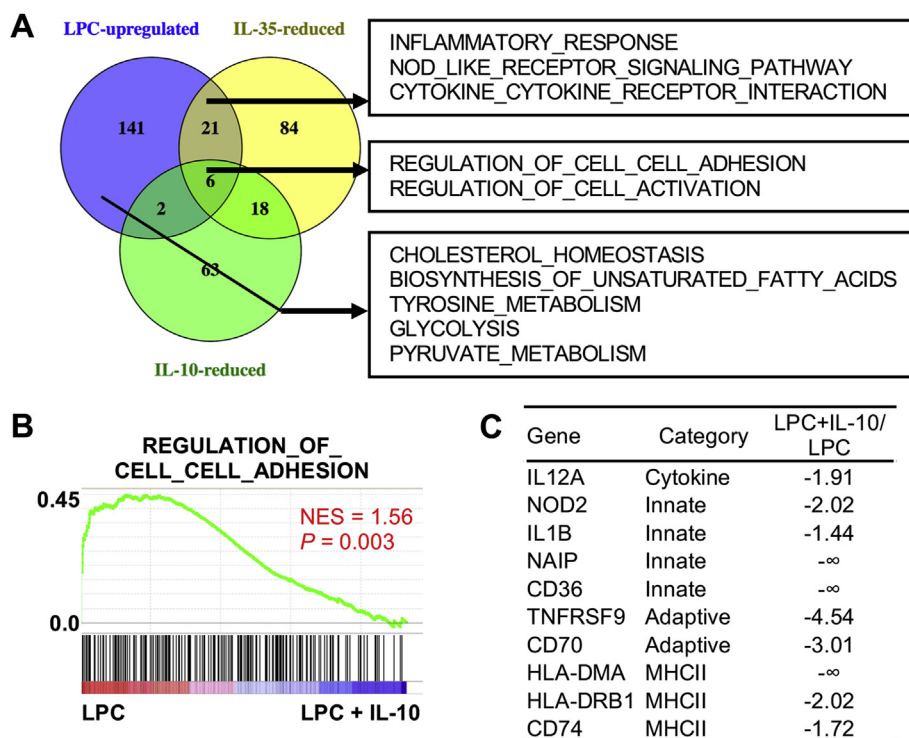 A
LPC-upregulated
IL-35-reduced
141
21
84
6
2
18
63
IL-10-reduced
INFLAMMATORY_RESPONSE
NOD_LIKE_RECEPTOR_SIGNALING_PATHWAY
CYTOKINE_CYTOKINE_RECEPTOR_INTERACTION
REGULATION_OF_CELL_CELL_ADHESION
REGULATION_OF_CELL_ACTIVATION
CHOLESTEROL_HOMEOSTASIS
BIOSYNTHESIS_OF_UNSATURATED_FATTY_ACIDS
TYROSINE_METABOLISM
GLYCOLYSIS
PYRUVATE_METABOLISM
B
REGULATION_OF_
CELL_CELL_ADHESION
0.45
NES = 1.56
P = 0.003
0.0
LPC LPC + IL-10
C
Gene Category LPC+IL-10/
LPC
IL12A Cytokine -1.91
NOD2 Innate -2.02
IL1B Innate -1.44
NAIP Innate -∞
CD36 Innate -∞
TNFRSF9 Adaptive -4.54
CD70 Adaptive -3.01
HLA-DMA MHCII -∞
HLA-DRB1 MHCII -2.02
CD74 MHCII -1.72